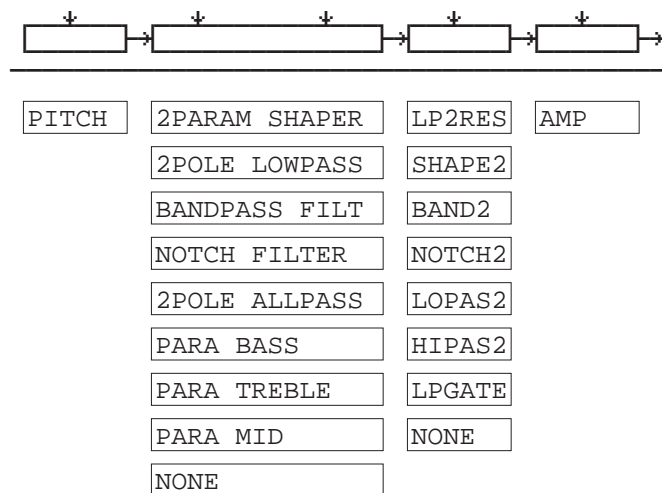 PITCH 2PARAM SHAPER LP2RES AMP
2POLE LOWPASS SHAPE2
BANDPASS FILT BAND2
NOTCH FILTER NOTCH2
2POLE ALLPASS LOPAS2
PARA BASS HIPAS2
PARA TREBLE LPGATE
PARA MID NONE
NONE